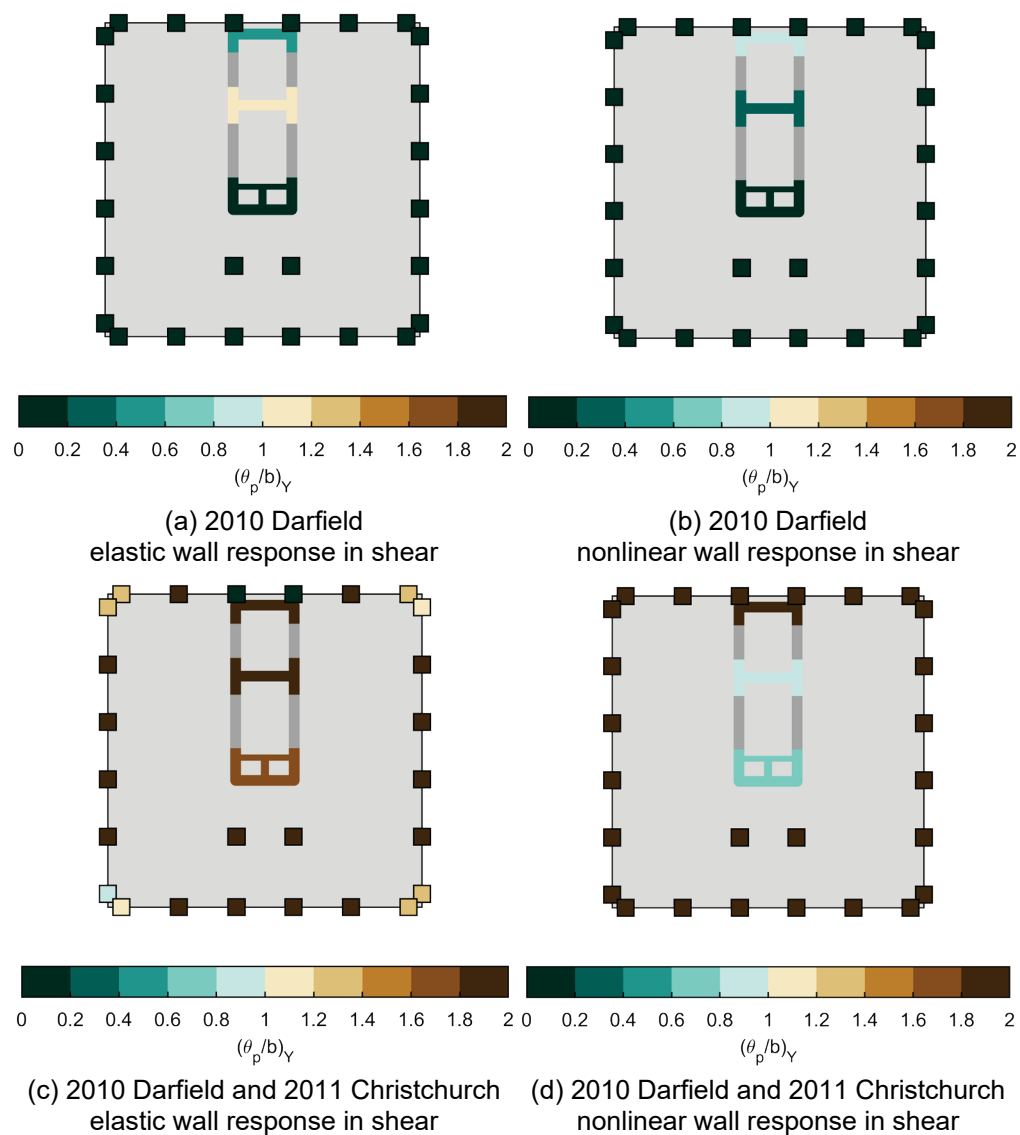 0 0.2 0.4 0.6 0.8 1 1.2 1.4 1.6 1.8 2
(θp/b)Y
(a) 2010 Darfield
elastic wall response in shear
0 0.2 0.4 0.6 0.8 1 1.2 1.4 1.6 1.8 2
(θp/b)Y
(b) 2010 Darfield
nonlinear wall response in shear
0 0.2 0.4 0.6 0.8 1 1.2 1.4 1.6 1.8 2
(θp/b)Y
(c) 2010 Darfield and 2011 Christchurch
elastic wall response in shear
0 0.2 0.4 0.6 0.8 1 1.2 1.4 1.6 1.8 2
(θp/b)Y
(d) 2010 Darfield and 2011 Christchurch
nonlinear wall response in shear